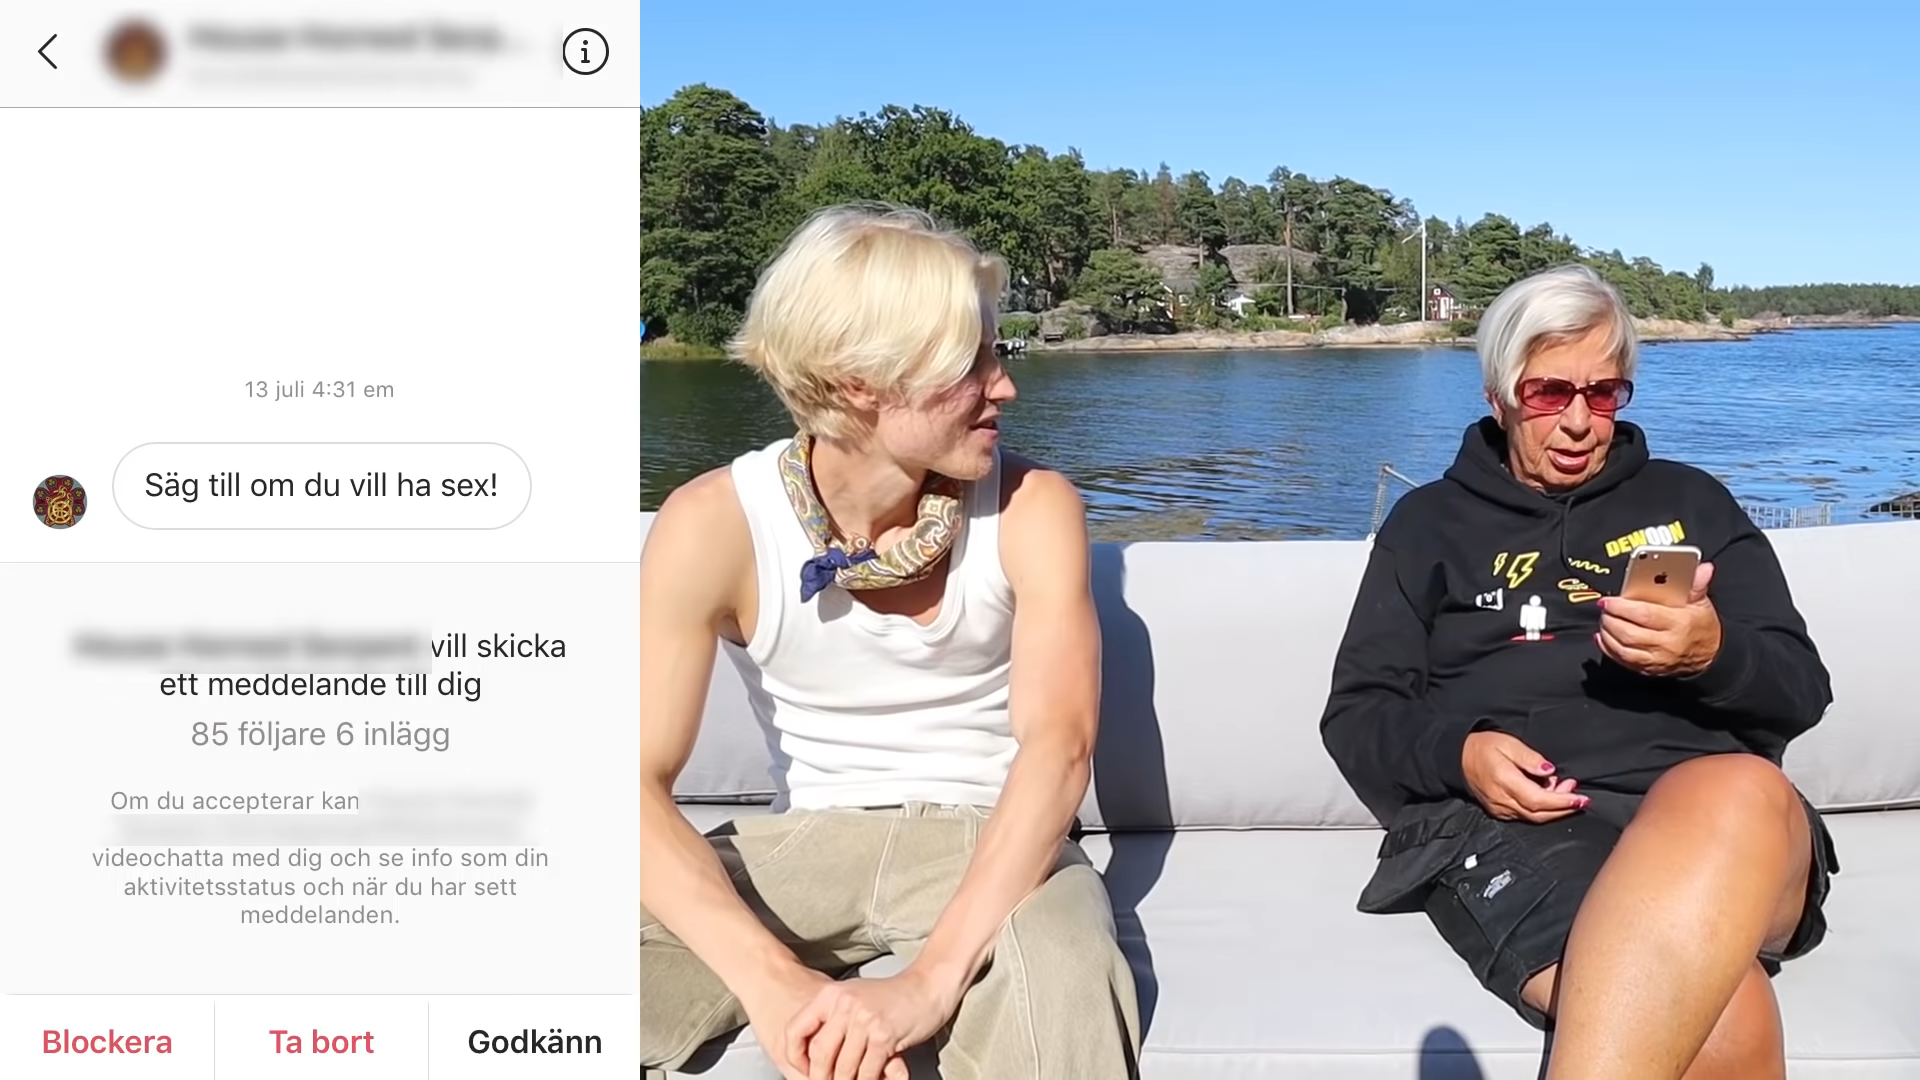 13 juli 4:31 em
Säg till om du vill ha sex!
vill skicka
ett meddelande till dig
85 följare 6 inlägg
Om du accepterar kan
videochatta med dig och se info som din
aktivitetsstatus och när du har sett
meddelanden.
Blockera Ta bort Godkänn
DEWOON